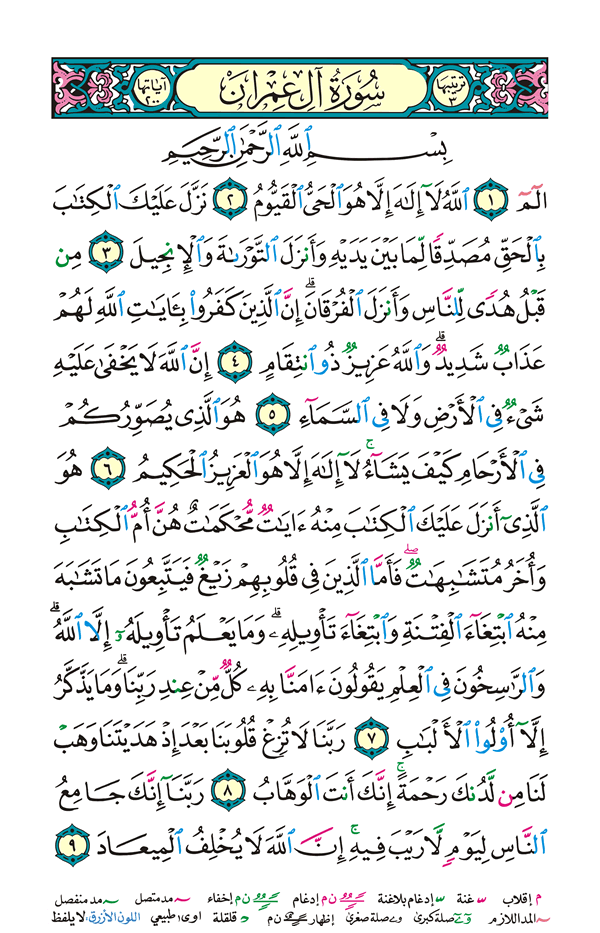 ترتيبها ٣ سُورَةُ آلِ عِمْرَان آياتها ٢٠٠
بِسْمِ ٱللَّهِ ٱلرَّحْمَٰنِ ٱلرَّحِيمِ
الٓمٓ ١ ٱللَّهُ لَآ إِلَٰهَ إِلَّا هُوَ ٱلْحَىُّ ٱلْقَيُّومُ ٢ نَزَّلَ عَلَيْكَ ٱلْكِتَٰبَ
بِٱلْحَقِّ مُصَدِّقًا لِّمَا بَيْنَ يَدَيْهِ وَأَنزَلَ ٱلتَّوْرَىٰةَ وَٱلْإِنجِيلَ ٣ مِن
قَبْلُ هُدًى لِّلنَّاسِ وَأَنزَلَ ٱلْفُرْقَانَ ۗ إِنَّ ٱلَّذِينَ كَفَرُوا۟ بِـَٔايَٰتِ ٱللَّهِ لَهُمْ
عَذَابٌ شَدِيدٌ ۗ وَٱللَّهُ عَزِيزٌ ذُو ٱنتِقَامٍ ٤ إِنَّ ٱللَّهَ لَا يَخْفَىٰ عَلَيْهِ
شَىْءٌ فِى ٱلْأَرْضِ وَلَا فِى ٱلسَّمَآءِ ٥ هُوَ ٱلَّذِى يُصَوِّرُكُمْ
فِى ٱلْأَرْحَامِ كَيْفَ يَشَآءُ ۚ لَآ إِلَٰهَ إِلَّا هُوَ ٱلْعَزِيزُ ٱلْحَكِيمُ ٦ هُوَ
ٱلَّذِىٓ أَنزَلَ عَلَيْكَ ٱلْكِتَٰبَ مِنْهُ ءَايَٰتٌ مُّحْكَمَٰتٌ هُنَّ أُمُّ ٱلْكِتَٰبِ
وَأُخَرُ مُتَشَٰبِهَٰتٌ ۖ فَأَمَّا ٱلَّذِينَ فِى قُلُوبِهِمْ زَيْغٌ فَيَتَّبِعُونَ مَا تَشَٰبَهَ
مِنْهُ ٱبْتِغَآءَ ٱلْفِتْنَةِ وَٱبْتِغَآءَ تَأْوِيلِهِۦ ۗ وَمَا يَعْلَمُ تَأْوِيلَهُۥٓ إِلَّا ٱللَّهُ ۗ
وَٱلرَّٰسِخُونَ فِى ٱلْعِلْمِ يَقُولُونَ ءَامَنَّا بِهِۦ كُلٌّ مِّنْ عِندِ رَبِّنَا ۗ وَمَا يَذَّكَّرُ
إِلَّآ أُو۟لُوا۟ ٱلْأَلْبَٰبِ ٧ رَبَّنَا لَا تُزِغْ قُلُوبَنَا بَعْدَ إِذْ هَدَيْتَنَا وَهَبْ
لَنَا مِن لَّدُنكَ رَحْمَةً ۚ إِنَّكَ أَنتَ ٱلْوَهَّابُ ٨ رَبَّنَآ إِنَّكَ جَامِعُ
ٱلنَّاسِ لِيَوْمٍ لَّا رَيْبَ فِيهِ ۚ إِنَّ ٱللَّهَ لَا يُخْلِفُ ٱلْمِيعَادَ ٩
م إقلاب غنة إدغام بلاغنة ن م إدغام ن م إخفاء مد متصل مد منفصل
المد اللازم صلة كبرى صلة صغرى إظهار ن م قلقلة اوى طبيعي اللون الأزرق: لا يلفظ